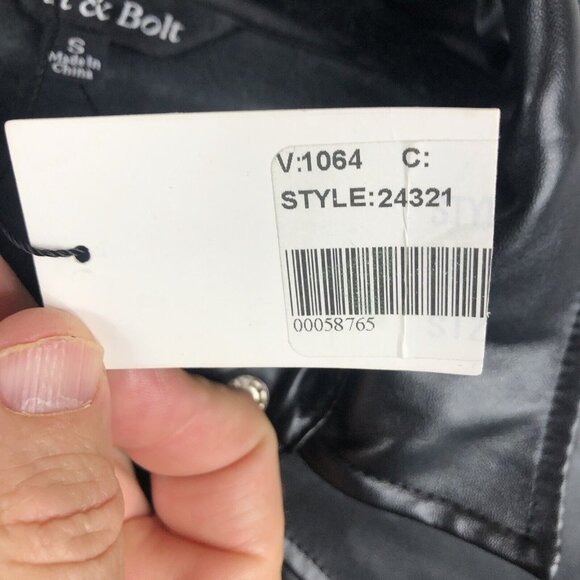 & Bolt
S
Made In
China
V:1064 C:
STYLE:24321
00058765